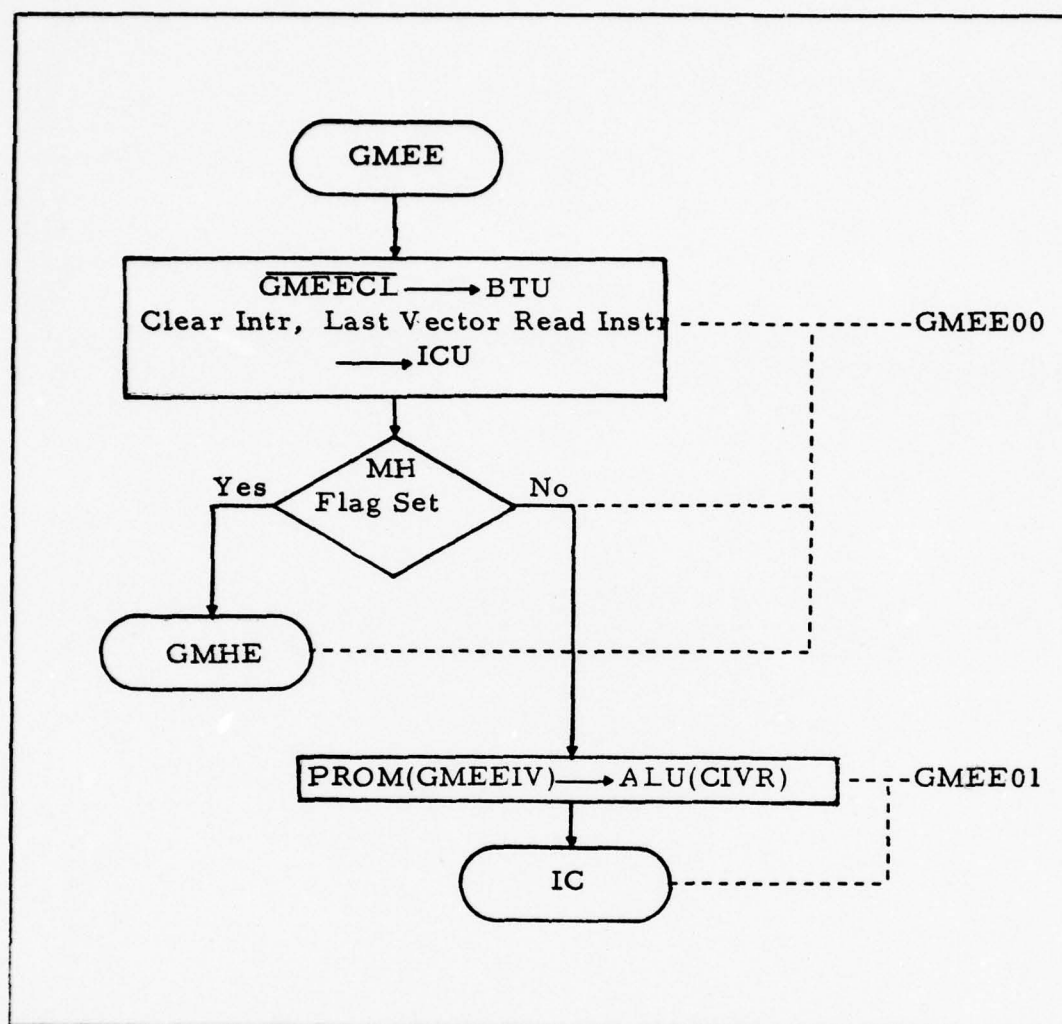 GMEE
G̅M̅E̅E̅C̅L̅ ⟶ BTU
Clear Intr, Last Vector Read Instr
GMEE00
⟶ ICU
MH
Flag Set
Yes
No
GMHE
PROM(GMEEIV) ⟶ ALU(CIVR)
GMEE01
IC